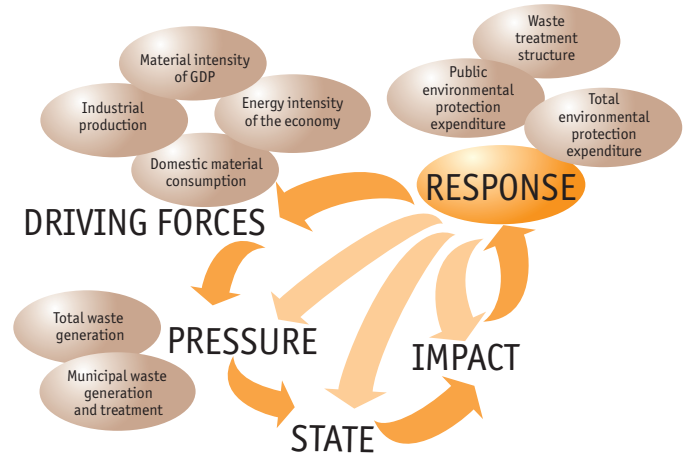 Material intensity
of GDP
Industrial
production
Energy intensity
of the economy
Domestic material
consumption
DRIVING FORCES
Waste
treatment
structure
Public
environmental
protection
expenditure
Total
environmental
protection
expenditure
RESPONSE
Total waste
generation
Municipal waste
generation
and treatment
PRESSURE
IMPACT
STATE